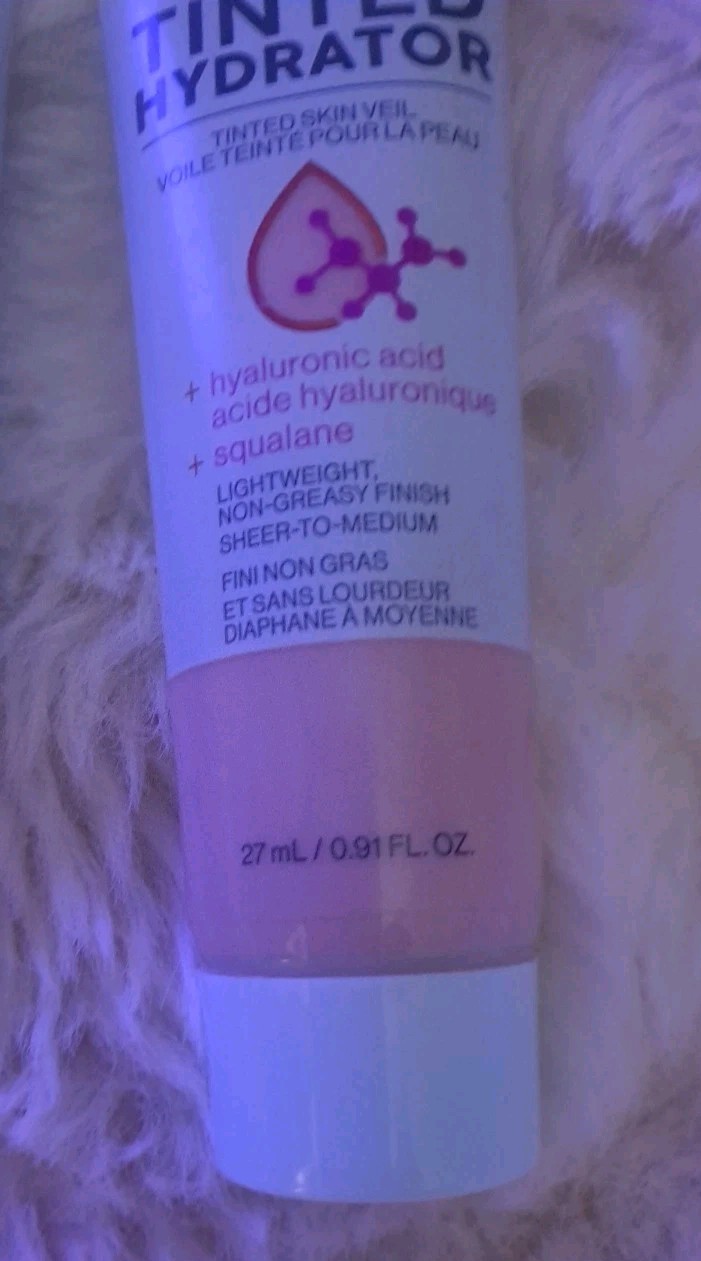 TINTED
HYDRATOR
TINTED SKIN VEIL
VOILE TEINTÉ POUR LA PEAU
+ hyaluronic acid
acide hyaluronique
+ squalane
LIGHTWEIGHT,
NON-GREASY FINISH
SHEER-TO-MEDIUM
FINI NON GRAS
ET SANS LOURDEUR
DIAPHANE À MOYENNE
27 mL / 0.91 FL. OZ.